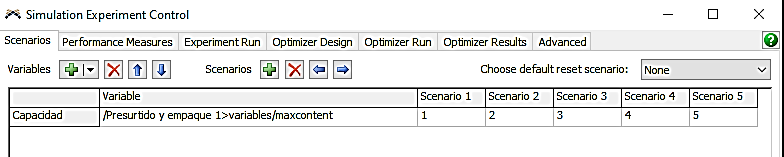 Simulation Experiment Control
Scenarios Performance Measures Experiment Run Optimizer Design Optimizer Run Optimizer Results Advanced
Variables Scenarios Choose default reset scenario: None
Variable Scenario 1 Scenario 2 Scenario 3 Scenario 4 Scenario 5
Capacidad /Presurtido y empaque 1>variables/maxcontent 1 2 3 4 5